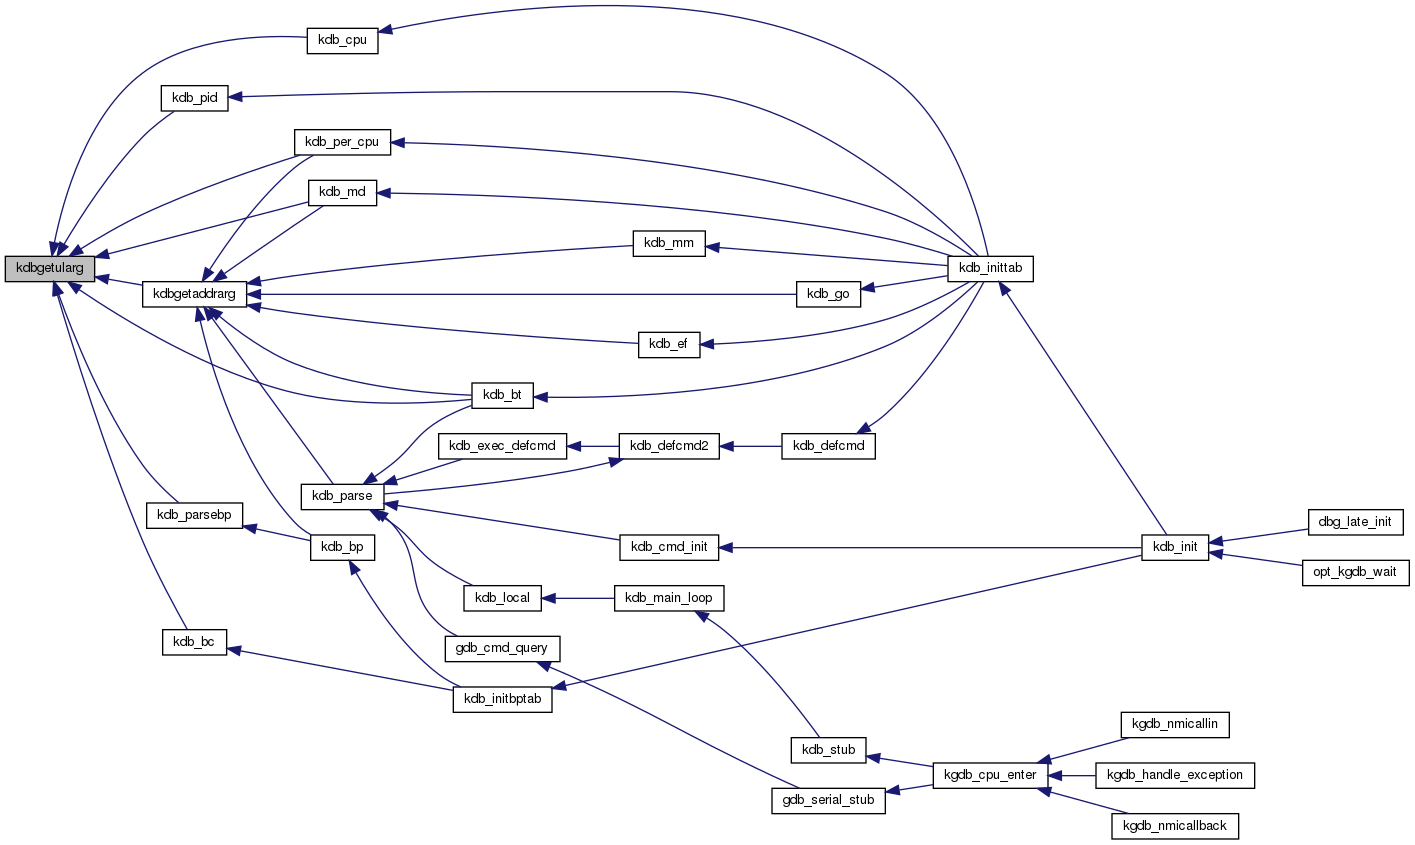 kdb_cpu
kdb_pid
kdb_per_cpu
kdb_md
kdb_mm
kdbgetularg
kdb_inittab
kdbgetaddrarg
kdb_go
kdb_ef
kdb_bt
kdb_exec_defcmd
kdb_defcmd2
kdb_defcmd
kdb_parse
kdb_parsebp
dbg_late_init
kdb_bp
kdb_cmd_init
kdb_init
opt_kgdb_wait
kdb_local
kdb_main_loop
kdb_bc
gdb_cmd_query
kdb_initbptab
kgdb_nmicallin
kdb_stub
kgdb_cpu_enter
kgdb_handle_exception
gdb_serial_stub
kgdb_nmicallback